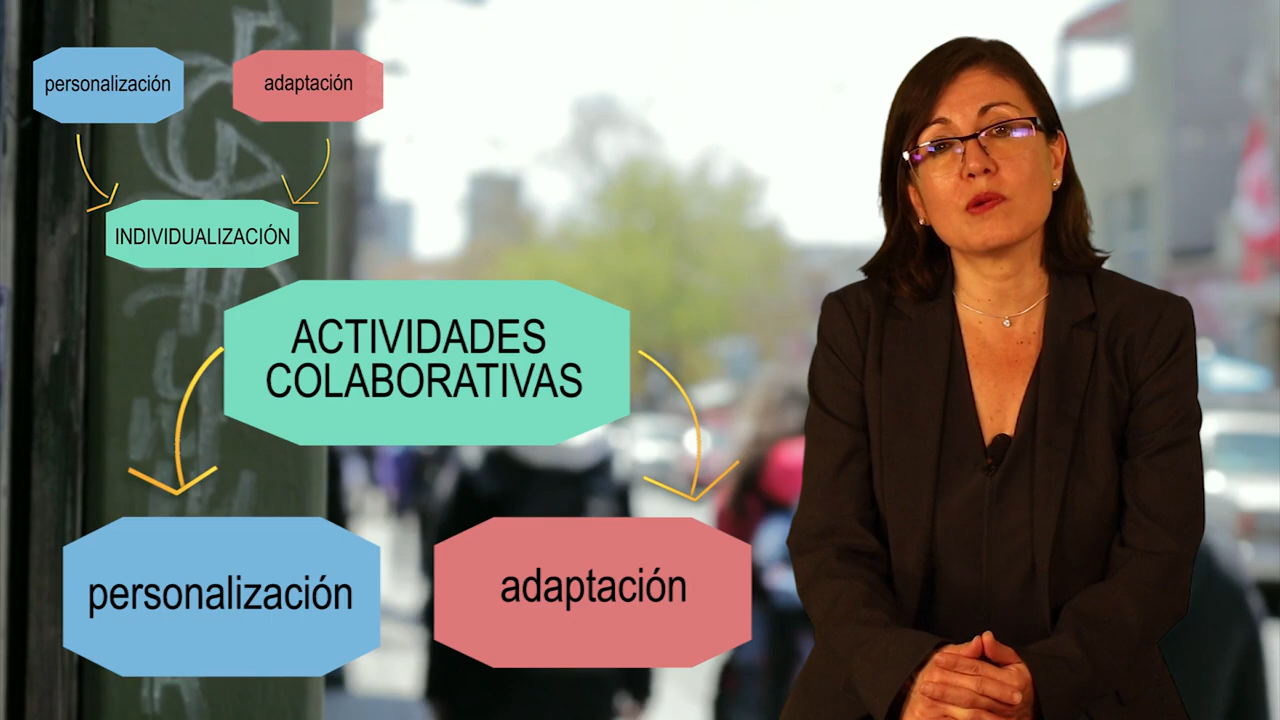 personalización
adaptación
INDIVIDUALIZACIÓN
ACTIVIDADES
COLABORATIVAS
personalización
adaptación